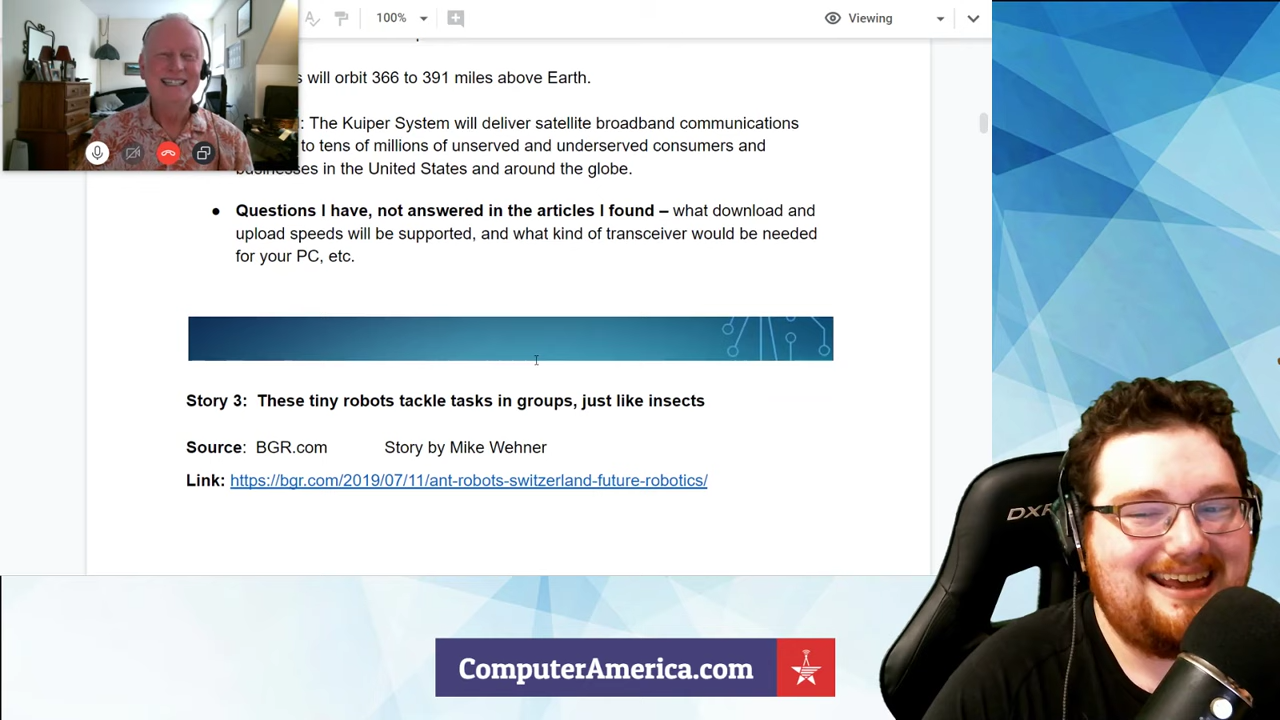 100%
Viewing
s will orbit 366 to 391 miles above Earth.
: The Kuiper System will deliver satellite broadband communications
to tens of millions of unserved and underserved consumers and
businesses in the United States and around the globe.
● Questions I have, not answered in the articles I found – what download and
upload speeds will be supported, and what kind of transceiver would be needed
for your PC, etc.
Story 3: These tiny robots tackle tasks in groups, just like insects
Source: BGR.com Story by Mike Wehner
Link: https://bgr.com/2019/07/11/ant-robots-switzerland-future-robotics/
DXR
ComputerAmerica.com